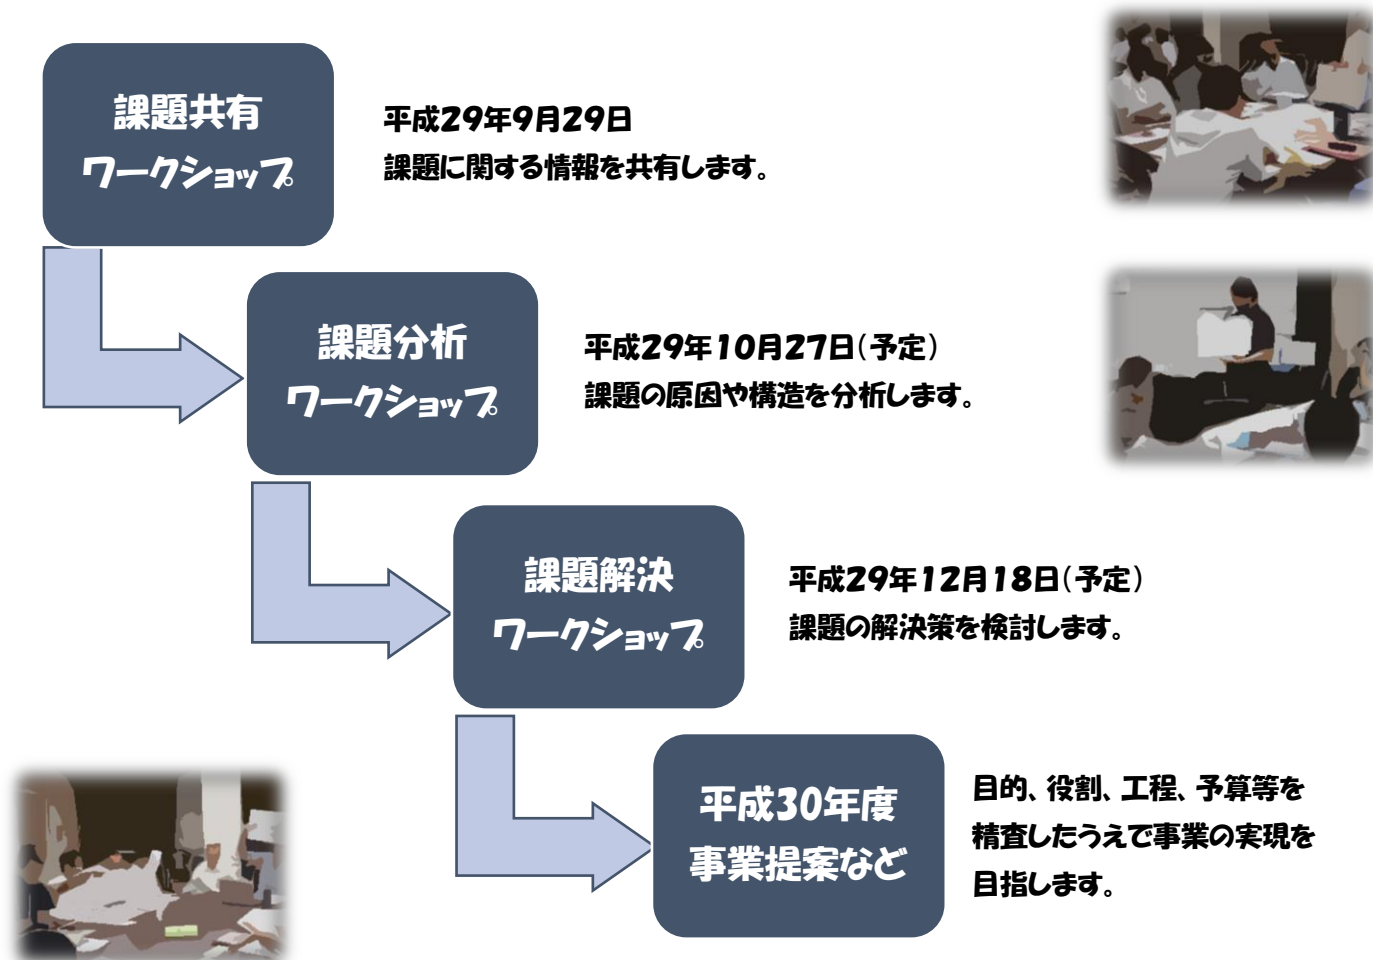 課題共有
ワークショップ
平成29年9月29日
課題に関する情報を共有します。
課題分析
ワークショップ
平成29年10月27日(予定)
課題の原因や構造を分析します。
課題解決
ワークショップ
平成29年12月18日(予定)
課題の解決策を検討します。
平成30年度
事業提案など
目的、役割、工程、予算等を
精査したうえで事業の実現を
目指します。